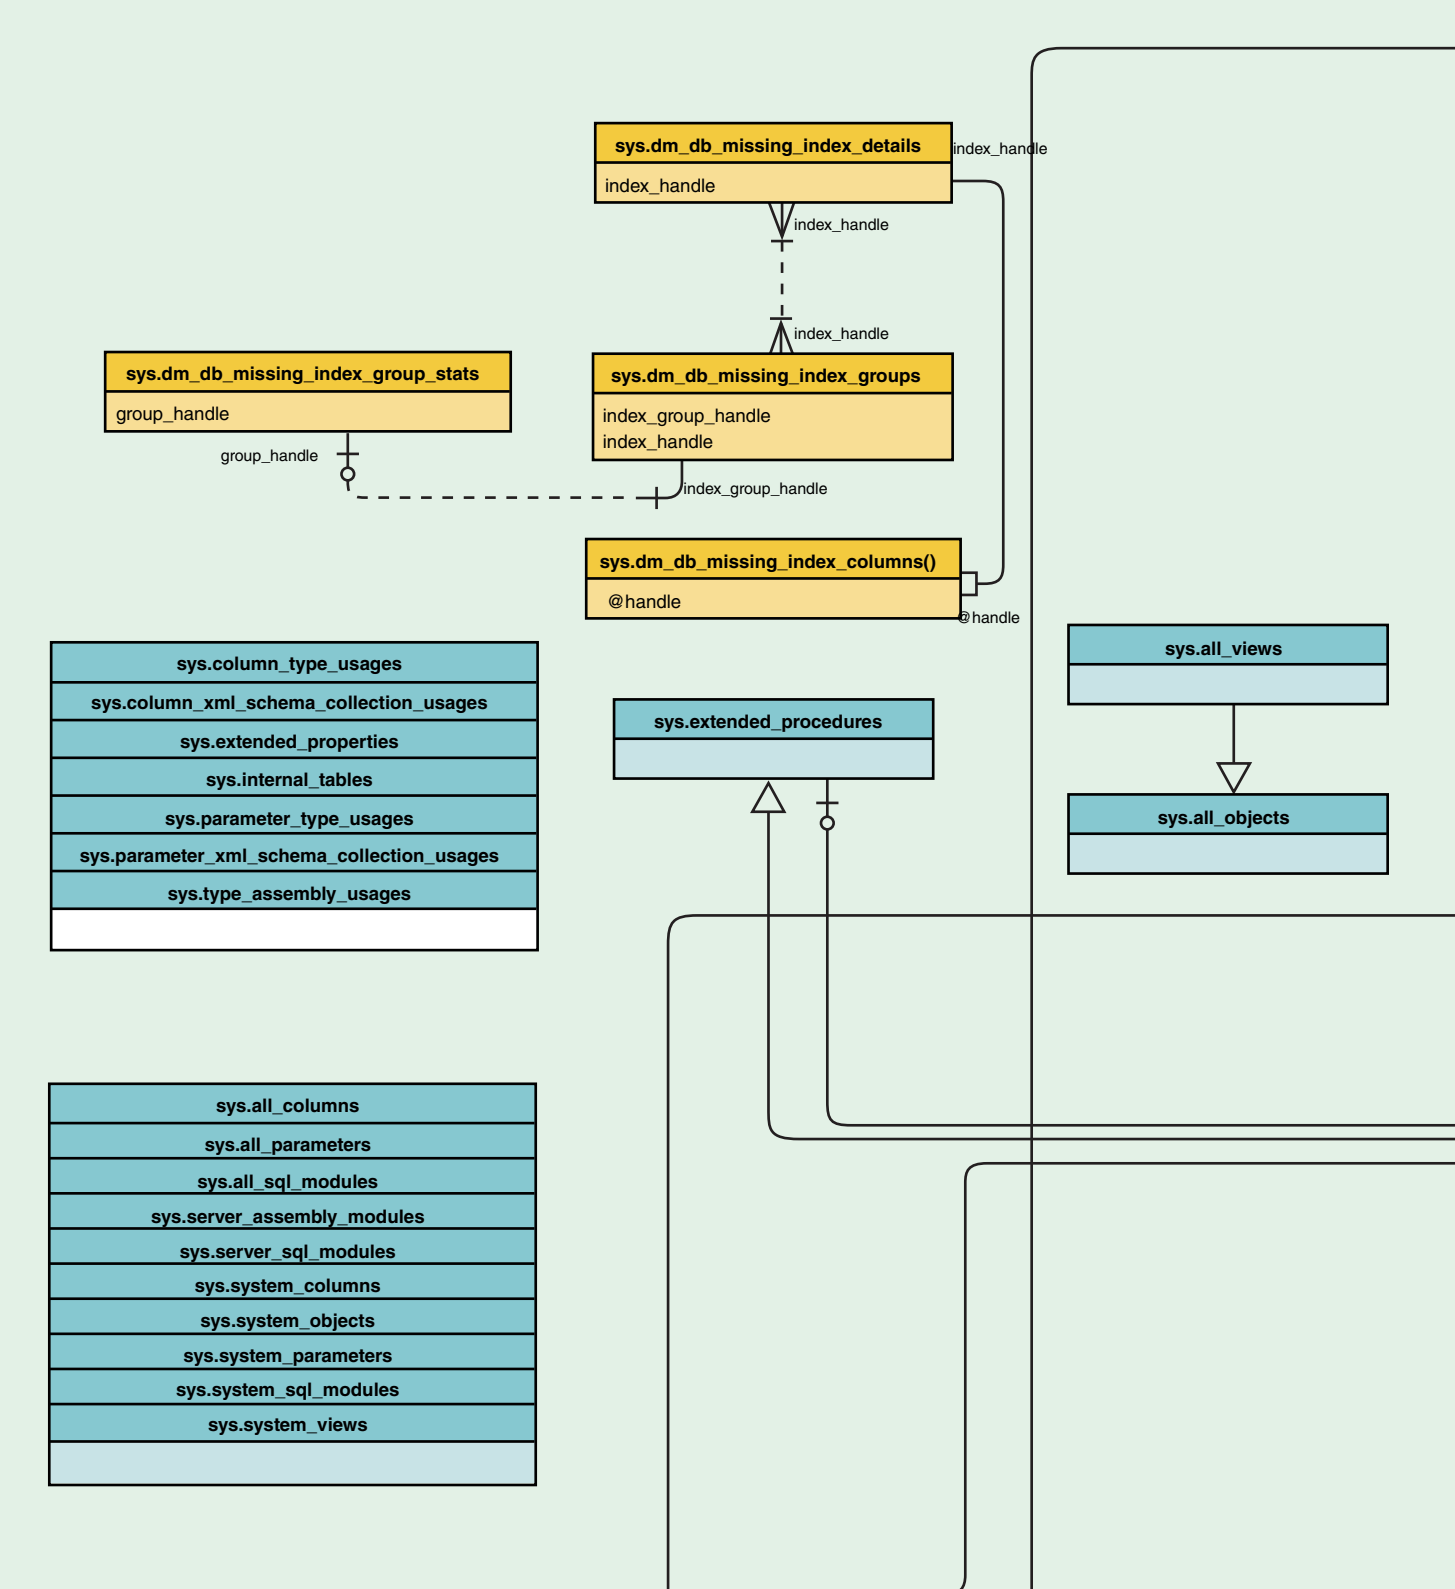 sys.dm_db_missing_index_details
index_handle
index_handle
index_handle
index_handle
sys.dm_db_missing_index_group_stats
group_handle
group_handle
sys.dm_db_missing_index_groups
index_group_handle
index_handle
index_group_handle
sys.dm_db_missing_index_columns()
@handle
@handle
sys.column_type_usages
sys.column_xml_schema_collection_usages
sys.extended_properties
sys.internal_tables
sys.parameter_type_usages
sys.parameter_xml_schema_collection_usages
sys.type_assembly_usages
sys.extended_procedures
sys.all_views
sys.all_objects
sys.all_columns
sys.all_parameters
sys.all_sql_modules
sys.server_assembly_modules
sys.server_sql_modules
sys.system_columns
sys.system_objects
sys.system_parameters
sys.system_sql_modules
sys.system_views